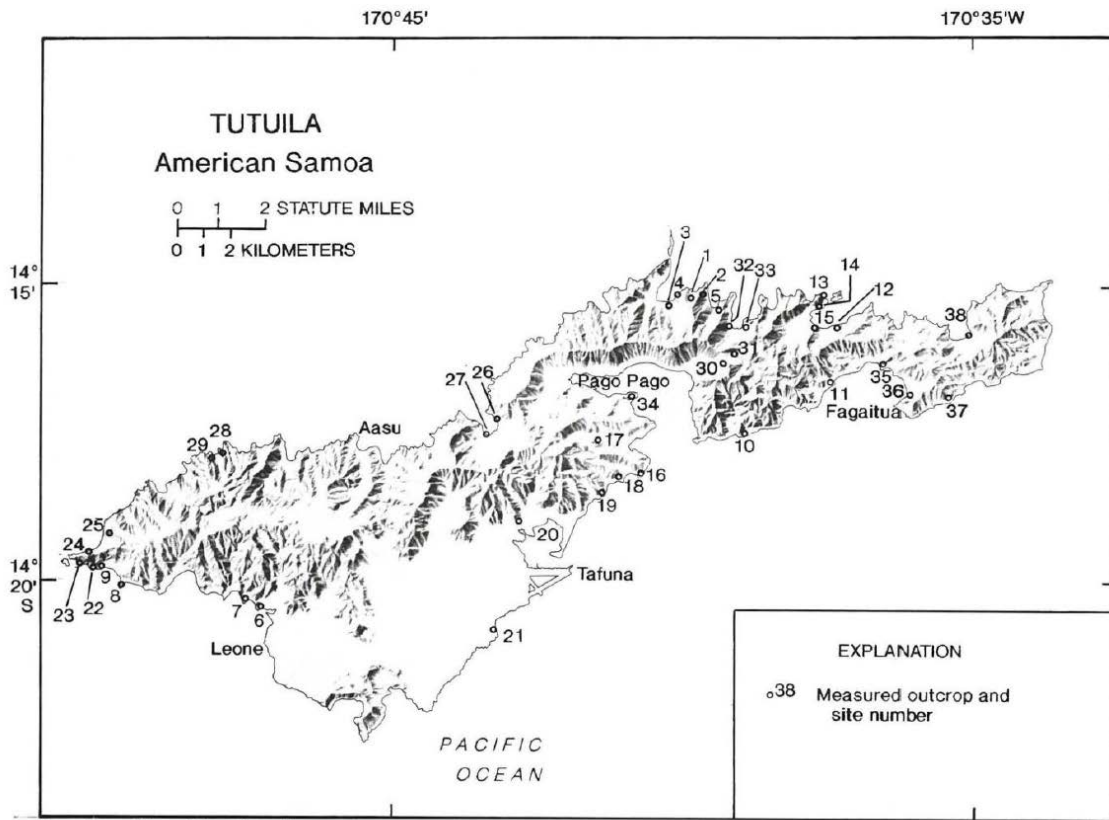 170°45'
170°35'W
TUTUILA
American Samoa
0 1 2 STATUTE MILES
0 1 2 KILOMETERS
14°
15'
3
1
4
2
5
32
33
13
14
12
15
38
31
30
35
36
37
11
Fagaitua
10
Pago Pago
34
26
27
17
16
18
19
20
Aasu
28
29
25
24
14°
20'
S
23
22
9
8
7
6
Leone
Tafuna
21
EXPLANATION
38 Measured outcrop and
site number
PACIFIC
OCEAN